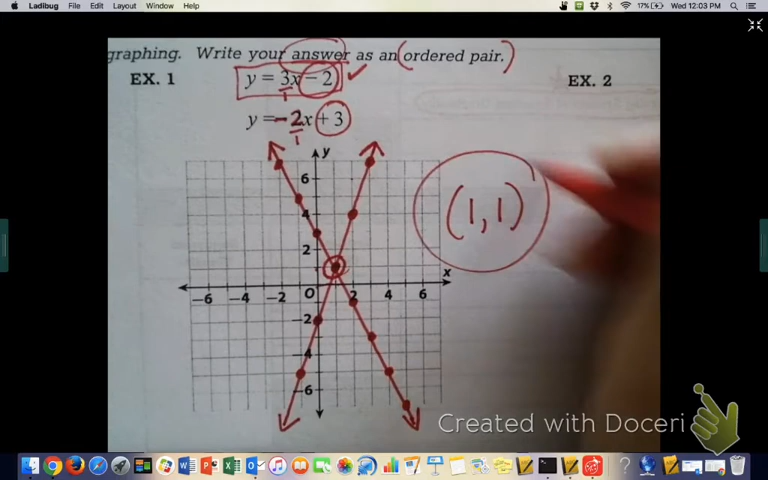 Ladibug File Edit Layout Window Help 17% Wed 12:03 PM
graphing. Write your answer as an ordered pair.
EX. 1 y = 3x − 2 EX. 2
1
y = −2x + 3
1
y
6
4
2
(1, 1)
x
−6 −4 −2 O 2 4 6
−2
−4
−6
Created with Doceri